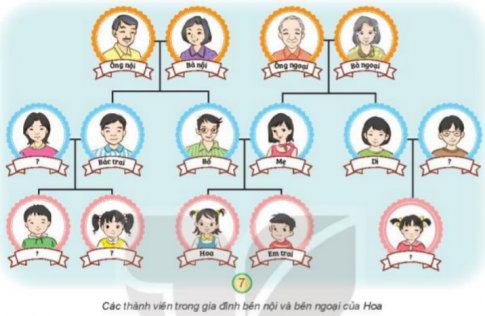 Ông nội
Bà nội
Ông ngoại
Bà ngoại
?
Bác trai
Bố
Mẹ
Dì
?
?
?
Hoa
Em trai
?
7
Các thành viên trong gia đình bên nội và bên ngoại của Hoa